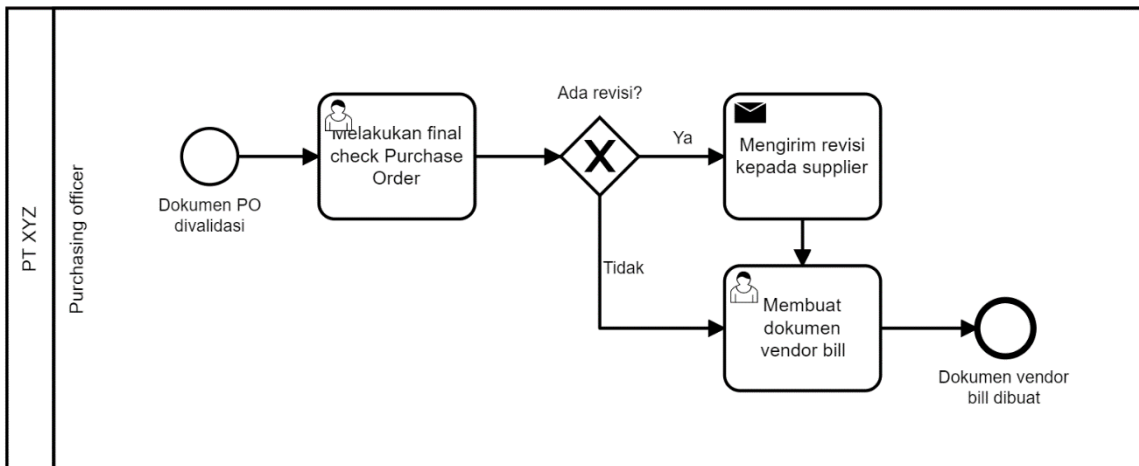 PT XYZ
Purchasing officer
Dokumen PO
divalidasi
Melakukan final
check Purchase
Order
Ada revisi?
Ya
Mengirim revisi
kepada supplier
Tidak
Membuat
dokumen
vendor bill
Dokumen vendor
bill dibuat